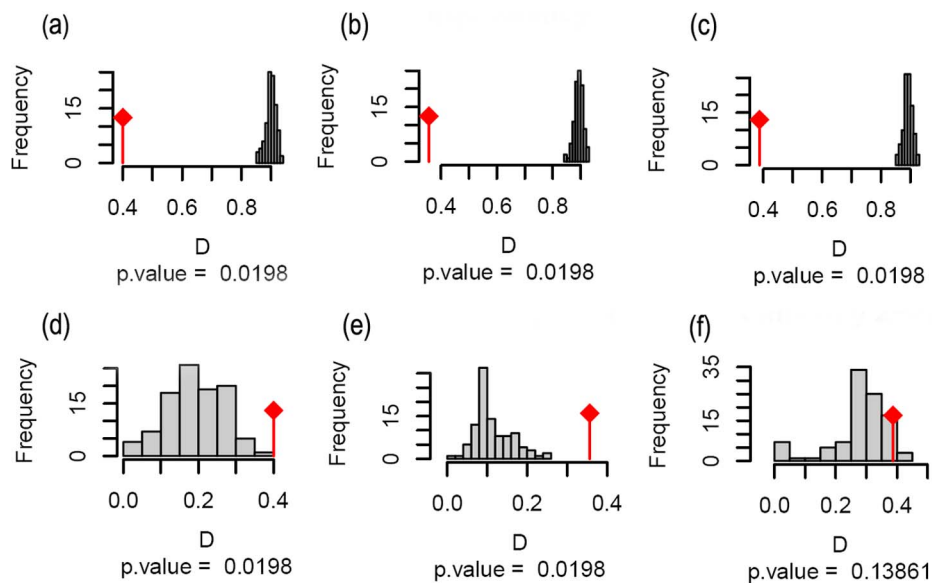 (a)
Frequency
0 15
0.4 0.6 0.8
D
p.value = 0.0198
(b)
Frequency
0 15
0.4 0.6 0.8
D
p.value = 0.0198
(c)
Frequency
0 15
0.4 0.6 0.8
D
p.value = 0.0198
(d)
Frequency
0 15
0.0 0.2 0.4
D
p.value = 0.0198
(e)
Frequency
0 15
0.0 0.2 0.4
D
p.value = 0.0198
(f)
Frequency
0 15 35
0.0 0.2 0.4
D
p.value = 0.13861